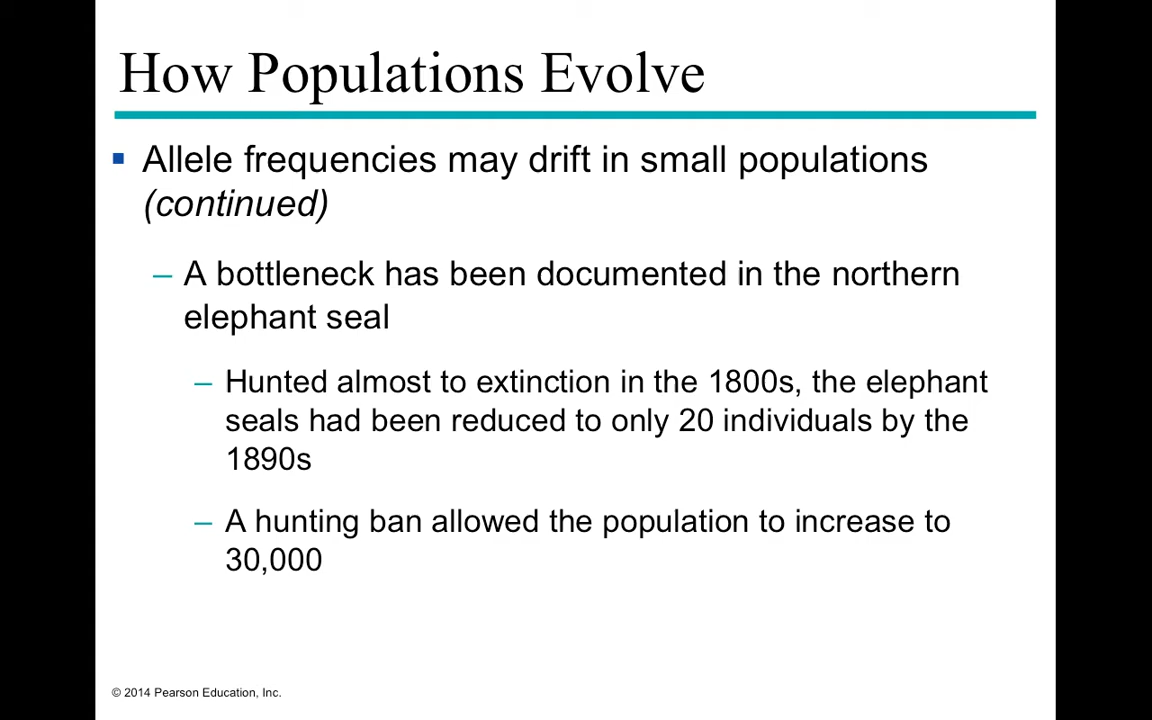 How Populations Evolve
▪ Allele frequencies may drift in small populations
(continued)
– A bottleneck has been documented in the northern
elephant seal
– Hunted almost to extinction in the 1800s, the elephant
seals had been reduced to only 20 individuals by the
1890s
– A hunting ban allowed the population to increase to
30,000
© 2014 Pearson Education, Inc.